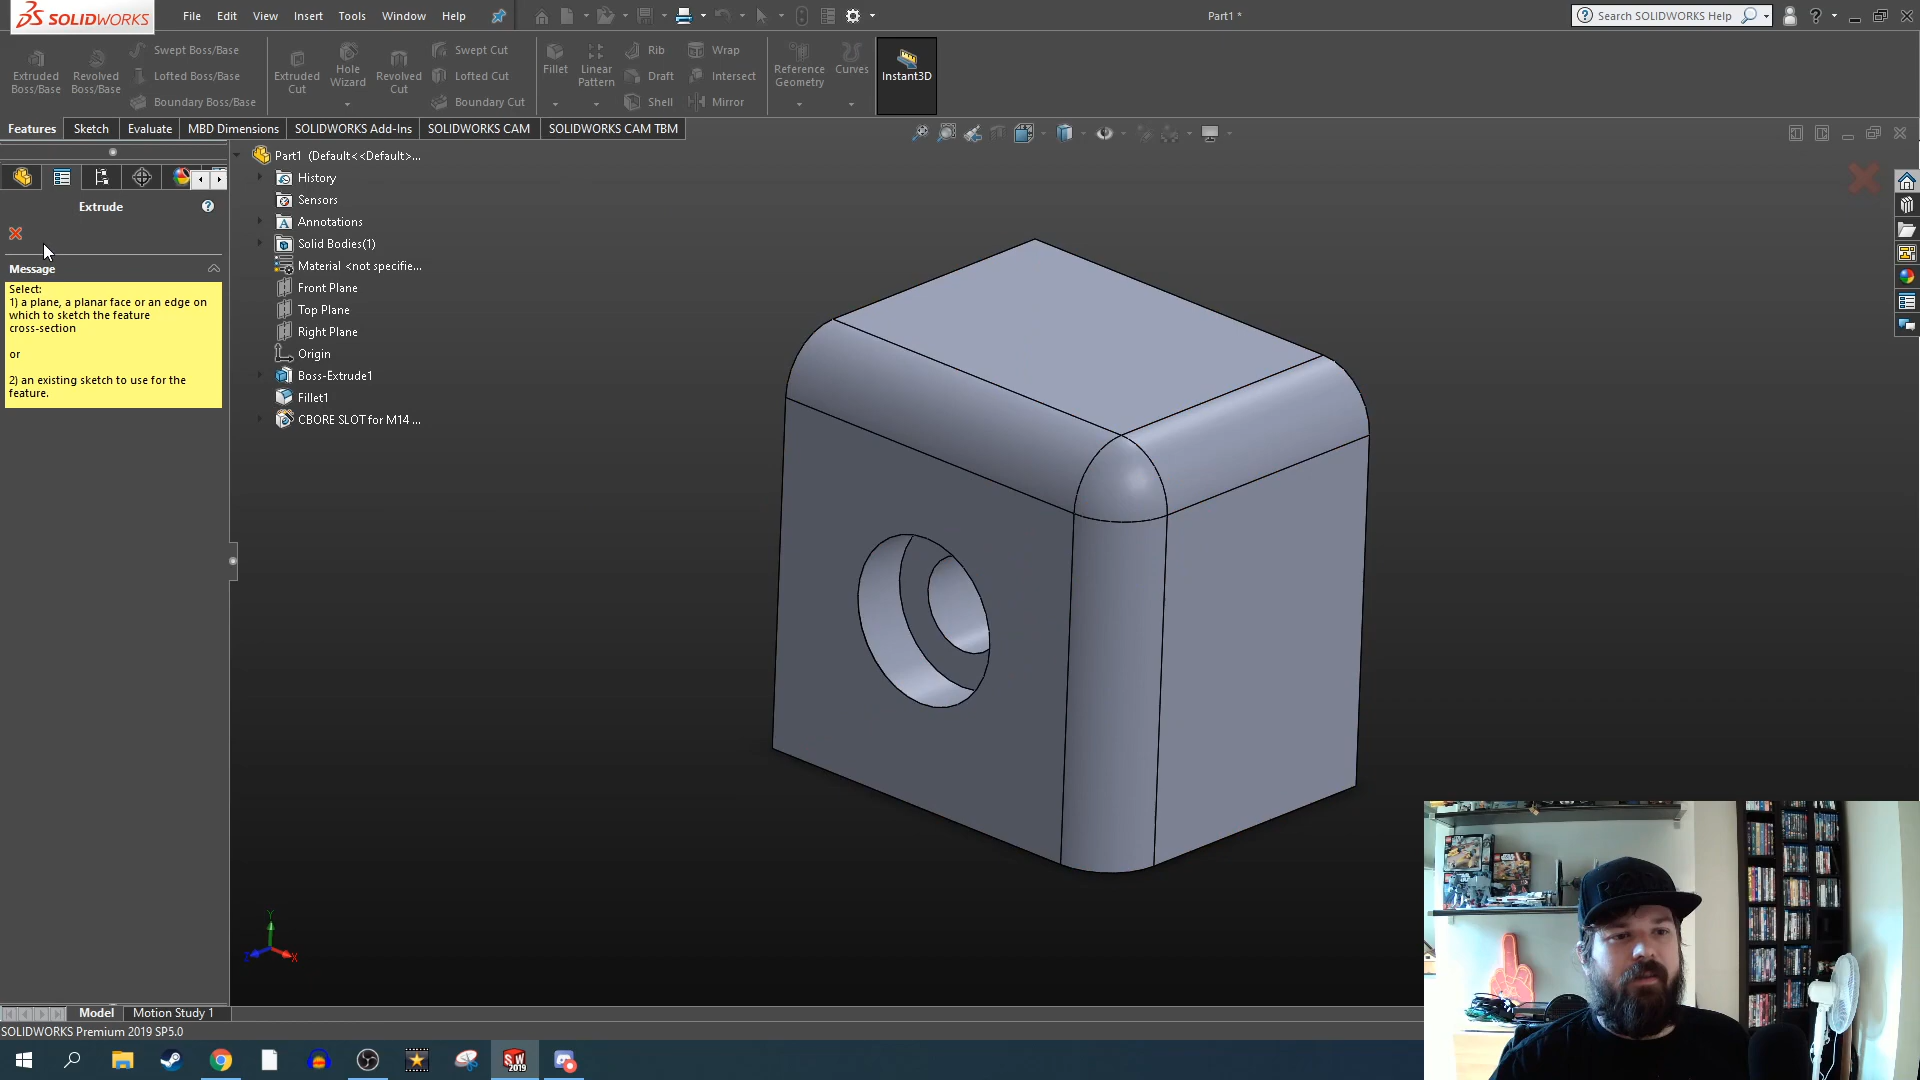 SOLIDWORKS
File
Edit
View
Insert
Tools
Window
Help
Part1 *
Search SOLIDWORKS Help
Extruded Boss/Base
Revolved Boss/Base
Swept Boss/Base
Lofted Boss/Base
Boundary Boss/Base
Extruded Cut
Hole Wizard
Revolved Cut
Swept Cut
Lofted Cut
Boundary Cut
Fillet
Linear Pattern
Rib
Draft
Shell
Wrap
Intersect
Mirror
Reference Geometry
Curves
Instant3D
Features
Sketch
Evaluate
MBD Dimensions
SOLIDWORKS Add-Ins
SOLIDWORKS CAM
SOLIDWORKS CAM TBM
Extrude
Message
Select:
1) a plane, a planar face or an edge on
which to sketch the feature
cross-section
or
2) an existing sketch to use for the
feature.
Part1 (Default<<Default>...
History
Sensors
Annotations
Solid Bodies(1)
Material <not specifie...
Front Plane
Top Plane
Right Plane
Origin
Boss-Extrude1
Fillet1
CBORE SLOT for M14 ...
Y
Z
X
Model
Motion Study 1
SOLIDWORKS Premium 2019 SP5.0
SW
2019